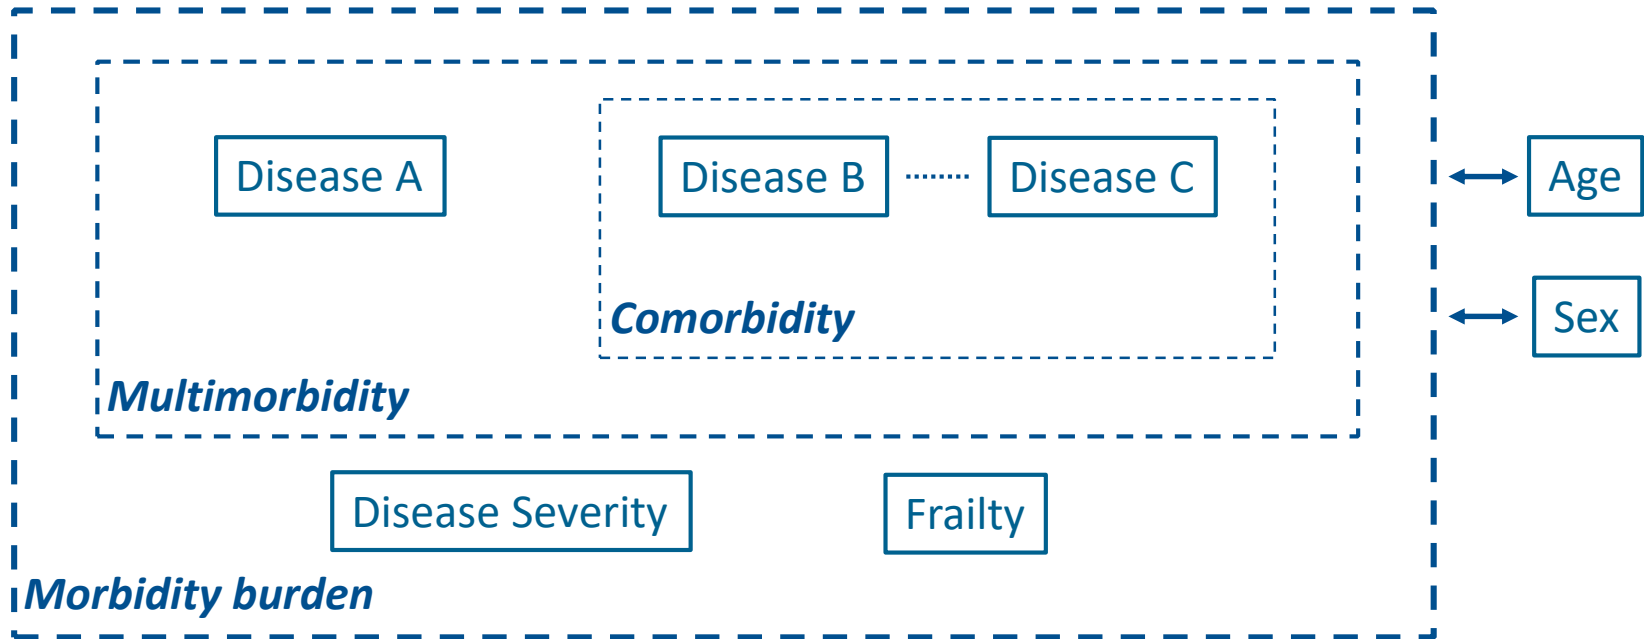 Disease A
Disease B
Disease C
Age
Comorbidity
Sex
Multimorbidity
Disease Severity
Frailty
Morbidity burden